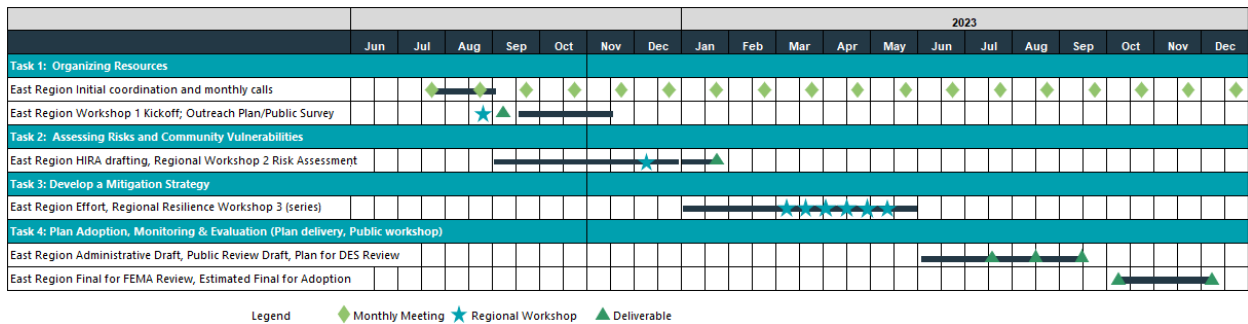 2023
Jun Jul Aug Sep Oct Nov Dec Jan Feb Mar Apr May Jun Jul Aug Sep Oct Nov Dec
Task 1: Organizing Resources
East Region Initial coordination and monthly calls
East Region Workshop 1 Kickoff; Outreach Plan/Public Survey
Task 2: Assessing Risks and Community Vulnerabilities
East Region HIRA drafting, Regional Workshop 2 Risk Assessment
Task 3: Develop a Mitigation Strategy
East Region Effort, Regional Resilience Workshop 3 (series)
Task 4: Plan Adoption, Monitoring & Evaluation (Plan delivery, Public workshop)
East Region Administrative Draft, Public Review Draft, Plan for DES Review
East Region Final for FEMA Review, Estimated Final for Adoption
Legend Monthly Meeting Regional Workshop Deliverable